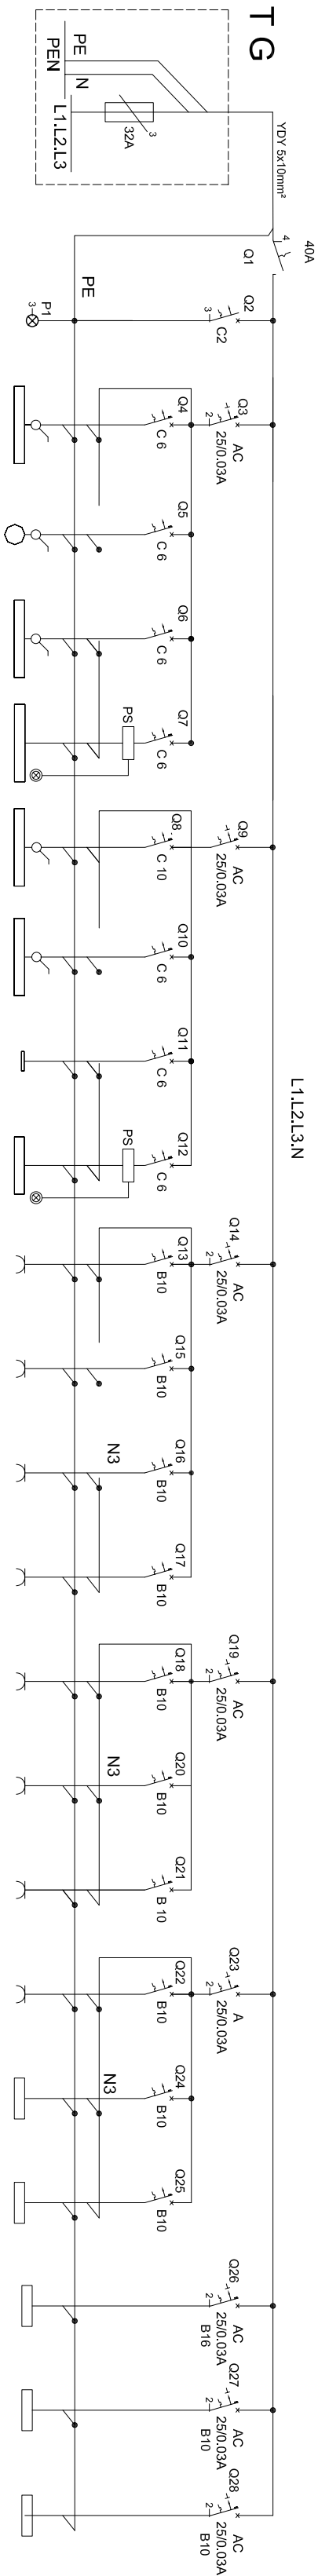 T G
PE
PEN
N
L1.L2.L3
32A
3
YDY 5x10mm²
40A
4
Q1
PE
Q2
3
C2
P1
3
L1.L2.L3.N
Q3
2
AC
25/0.03A
Q4
C 6
Q5
C 6
Q6
C 6
Q7
C 6
PS
Q9
AC
25/0.03A
Q8
C 10
Q10
C 6
Q11
C 6
Q12
C 6
PS
Q14
2
AC
25/0.03A
Q13
B10
Q15
B10
Q16
B10
N3
Q17
B10
Q19
2
AC
25/0.03A
Q18
B10
Q20
B10
N3
Q21
B 10
Q23
2
A
25/0.03A
Q22
B10
Q24
B10
N3
Q25
B10
Q26
2
AC
25/0.03A
B16
Q27
2
AC
25/0.03A
B10
Q28
2
AC
25/0.03A
B10